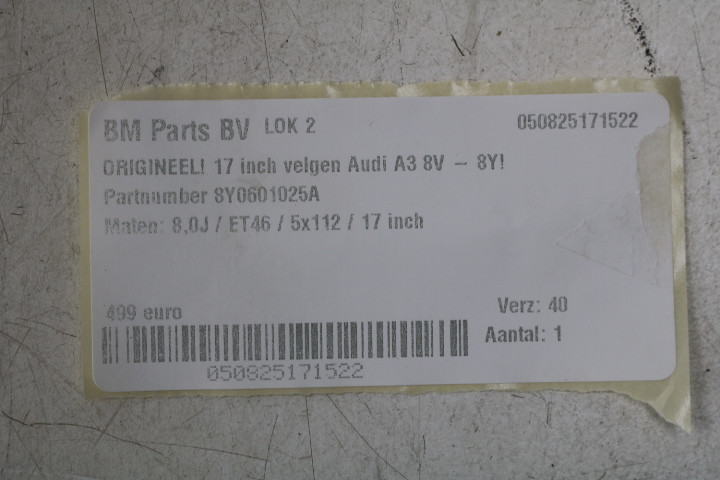 BM Parts BV LOK 2 050825171522
ORIGINEEL! 17 inch velgen Audi A3 8V - 8Y!
Partnumber 8Y0601025A
Maten: 8,0J / ET46 / 5x112 / 17 inch
499 euro Verz: 40
Aantal: 1
050825171522